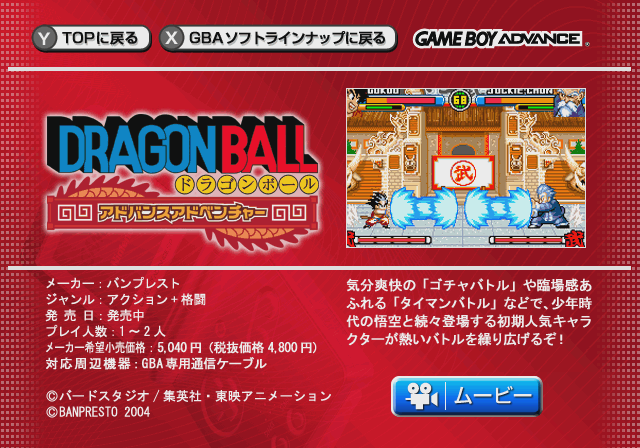 Y TOPに戻る
X GBAソフトラインナップに戻る
GAME BOY ADVANCE
GOKOU
JACKIE CHUN
68
武
武
DRAGON BALL
ドラゴンボール
アドバンスアドベンチャー
メーカー：バンプレスト
ジャンル：アクション＋格闘
発 売 日：発売中
プレイ人数：1～2人
メーカー希望小売価格：5,040円（税抜価格4,800円）
対応周辺機器：GBA専用通信ケーブル
©バードスタジオ / 集英社・東映アニメーション
©BANPRESTO 2004
気分爽快の「ゴチャバトル」や臨場感あ
ふれる「タイマンバトル」などで、少年時
代の悟空と続々登場する初期人気キャラ
クターが熱いバトルを繰り広げるぞ！
ムービー